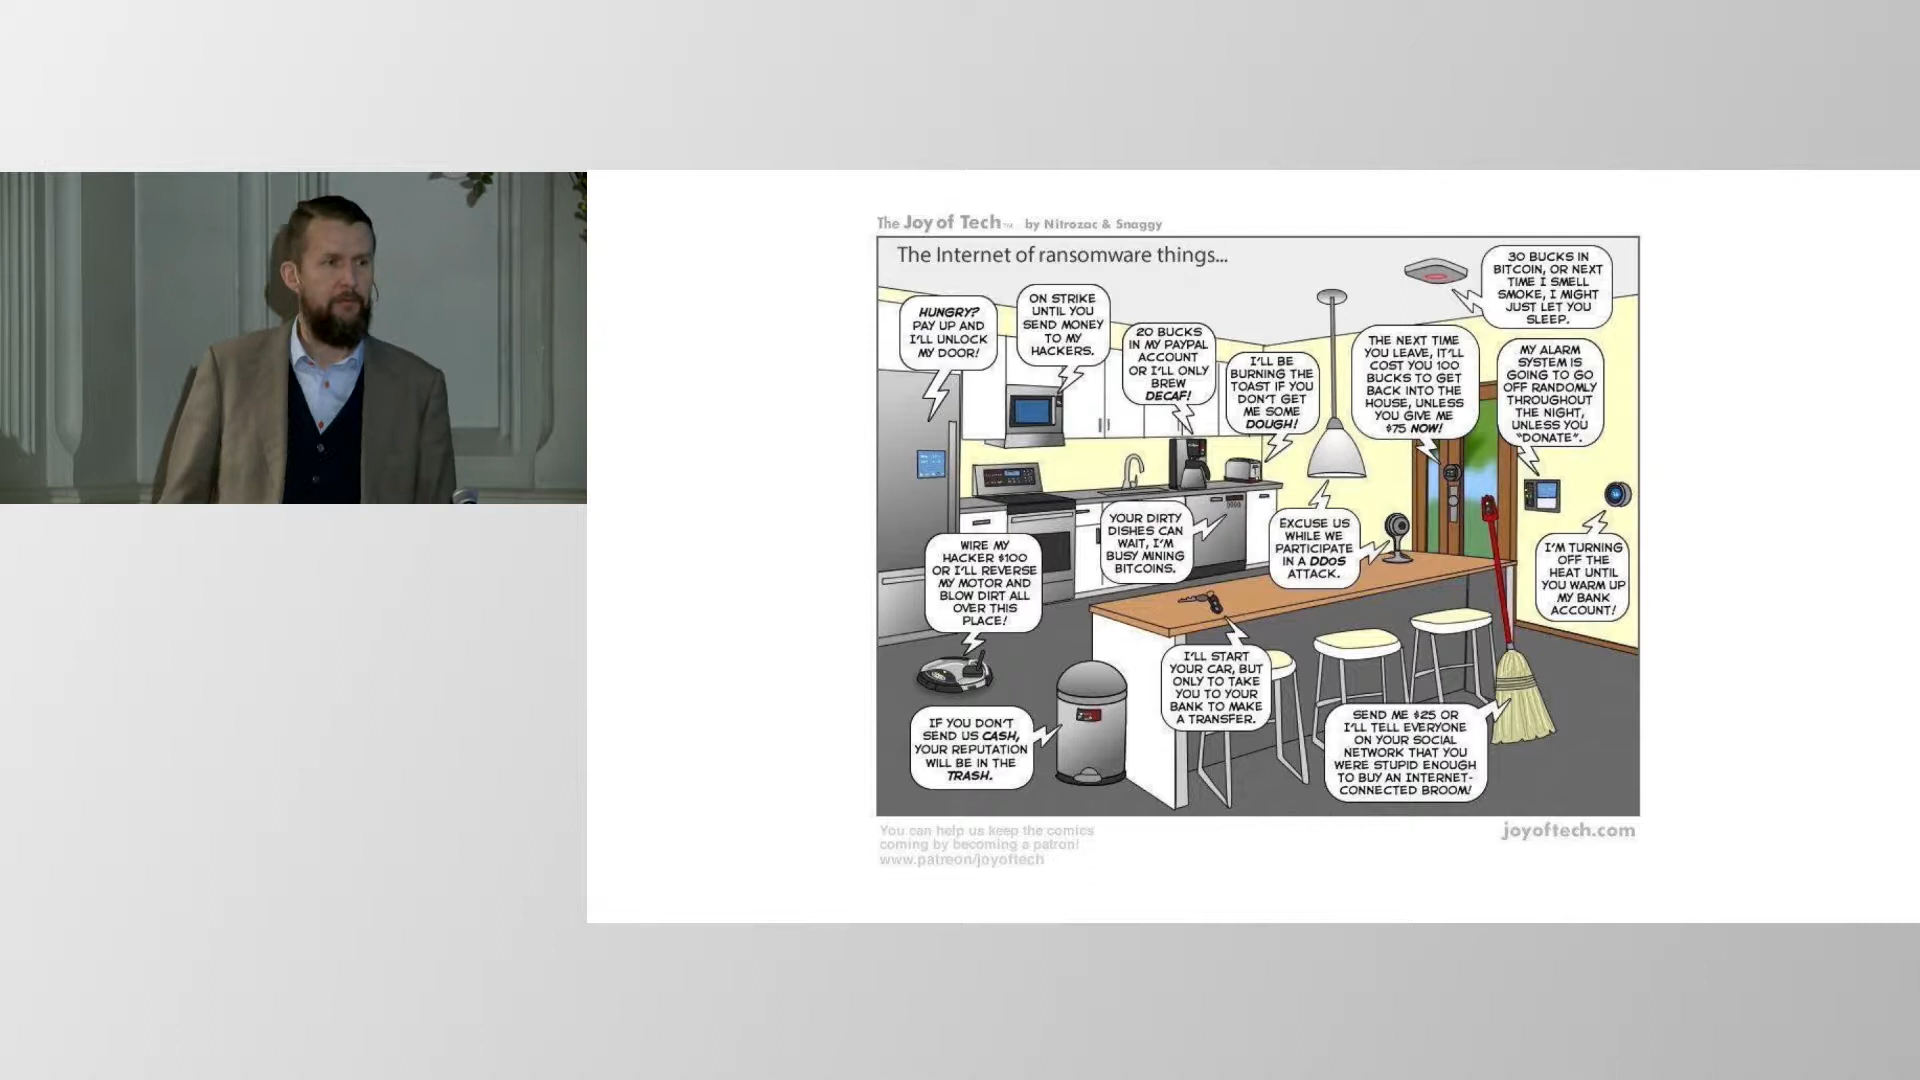 The Joy of Tech™ by Nitrozac & Snaggy
The Internet of ransomware things...
HUNGRY?
PAY UP AND
I'LL UNLOCK
MY DOOR!
ON STRIKE
UNTIL YOU
SEND MONEY
TO MY
HACKERS.
20 BUCKS
IN MY PAYPAL
ACCOUNT
OR I'LL ONLY
BREW
DECAF!
I'LL BE
BURNING THE
TOAST IF YOU
DON'T GET
ME SOME
DOUGH!
THE NEXT TIME
YOU LEAVE, IT'LL
COST YOU 100
BUCKS TO GET
BACK INTO THE
HOUSE, UNLESS
YOU GIVE ME
$75 NOW!
30 BUCKS IN
BITCOIN, OR NEXT
TIME I SMELL
SMOKE, I MIGHT
JUST LET YOU
SLEEP.
MY ALARM
SYSTEM IS
GOING TO GO
OFF RANDOMLY
THROUGHOUT
THE NIGHT,
UNLESS YOU
"DONATE".
WIRE MY
HACKER $100
OR I'LL REVERSE
MY MOTOR AND
BLOW DIRT ALL
OVER THIS
PLACE!
YOUR DIRTY
DISHES CAN
WAIT, I'M
BUSY MINING
BITCOINS.
EXCUSE US
WHILE WE
PARTICIPATE
IN A DDOS
ATTACK.
I'M TURNING
OFF THE
HEAT UNTIL
YOU WARM UP
MY BANK
ACCOUNT!
IF YOU DON'T
SEND US CASH,
YOUR REPUTATION
WILL BE IN THE
TRASH.
I'LL START
YOUR CAR, BUT
ONLY TO TAKE
YOU TO YOUR
BANK TO MAKE
A TRANSFER.
SEND ME $25 OR
I'LL TELL EVERYONE
ON YOUR SOCIAL
NETWORK THAT YOU
WERE STUPID ENOUGH
TO BUY AN INTERNET-
CONNECTED BROOM!
You can help us keep the comics
coming by becoming a patron!
www.patreon/joyoftech
joyoftech.com